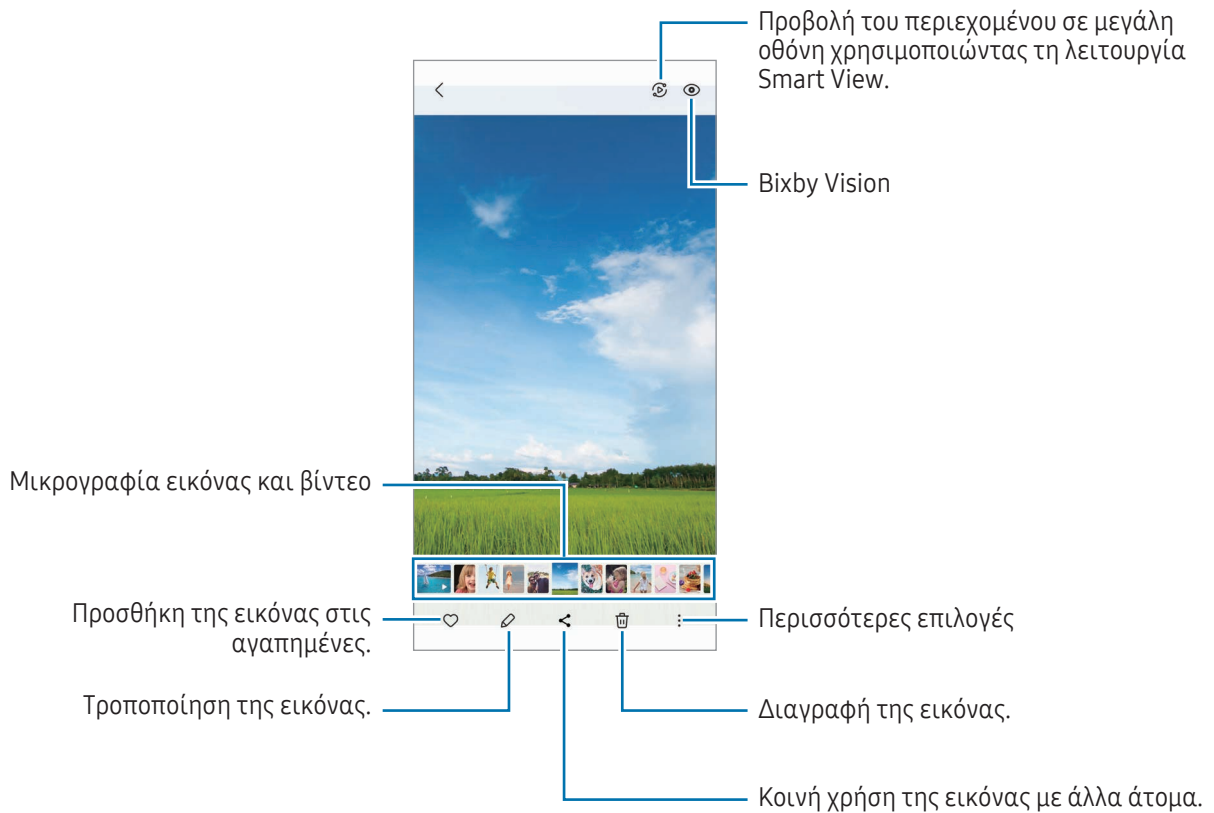 Προβολή του περιεχομένου σε μεγάλη
οθόνη χρησιμοποιώντας τη λειτουργία
Smart View.
Bixby Vision
Μικρογραφία εικόνας και βίντεο
Προσθήκη της εικόνας στις
αγαπημένες.
Περισσότερες επιλογές
Τροποποίηση της εικόνας.
Διαγραφή της εικόνας.
Κοινή χρήση της εικόνας με άλλα άτομα.